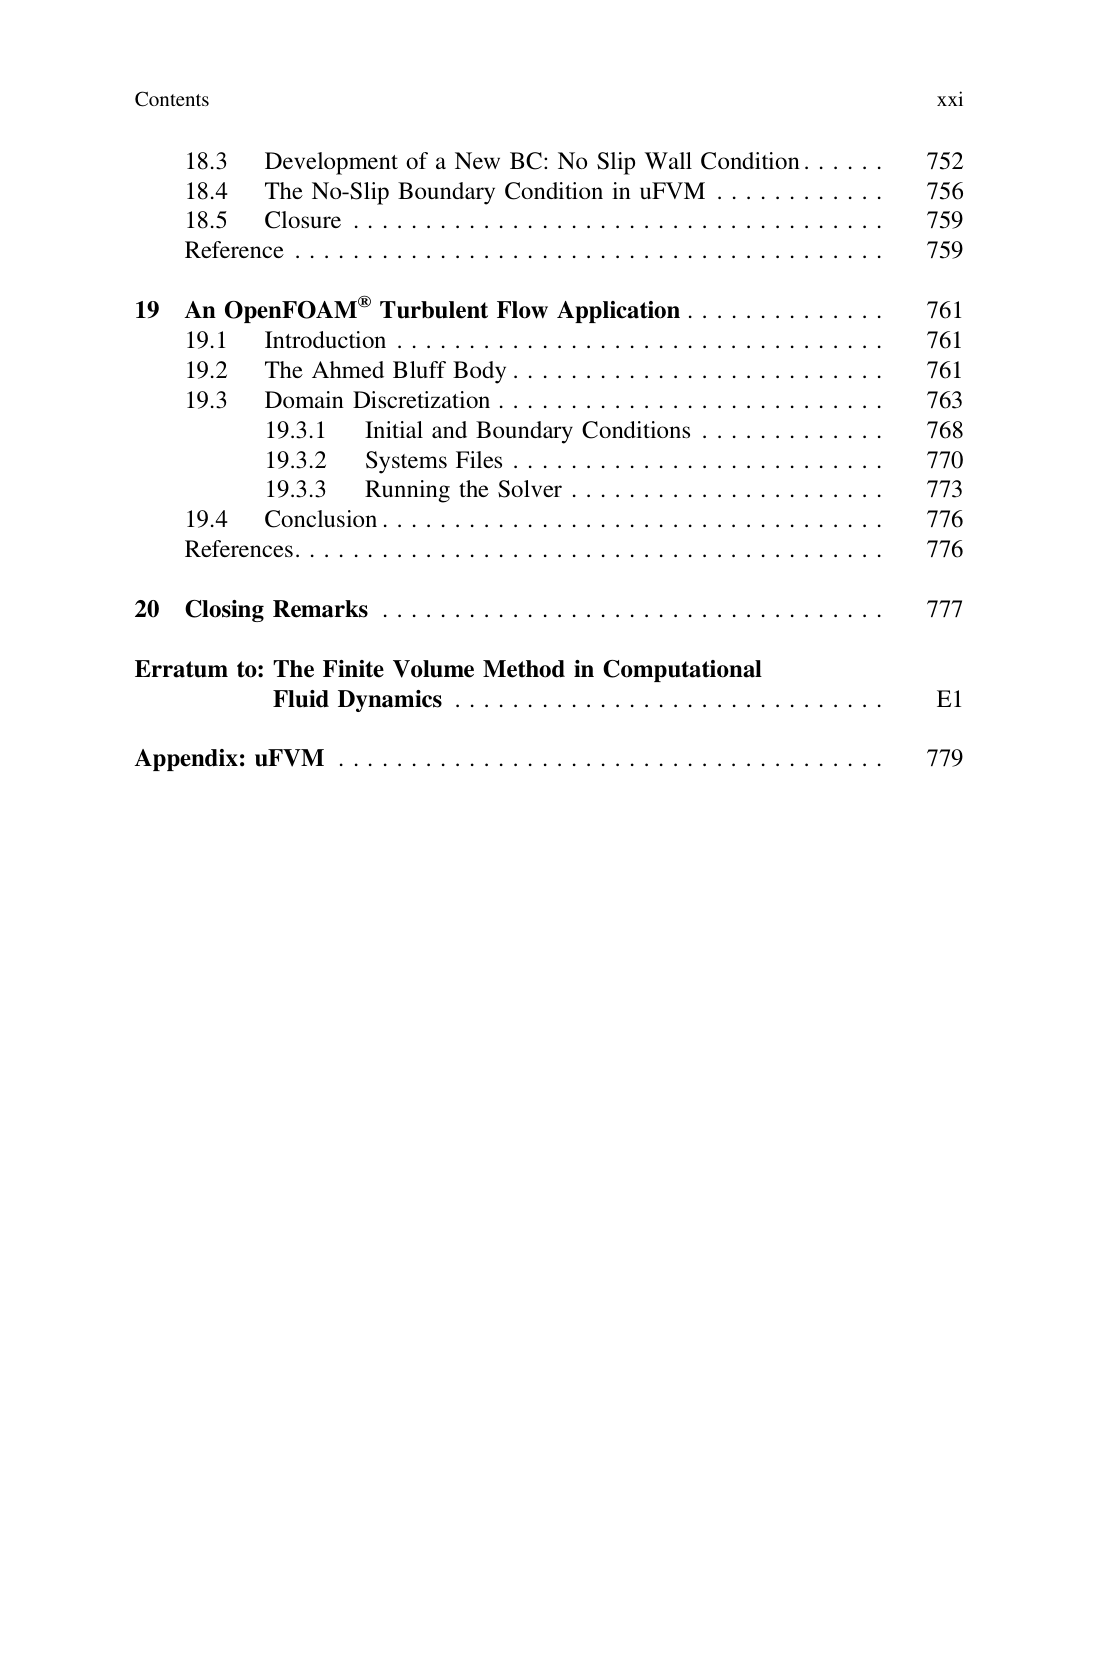 Contents xxi
18.3 Development of a New BC: No Slip Wall Condition . . . . . . 752
18.4 The No-Slip Boundary Condition in uFVM . . . . . . . . . . . . 756
18.5 Closure . . . . . . . . . . . . . . . . . . . . . . . . . . . . . . . . . . . . . 759
Reference . . . . . . . . . . . . . . . . . . . . . . . . . . . . . . . . . . . . . . . . . 759
19 An OpenFOAM® Turbulent Flow Application . . . . . . . . . . . . . . 761
19.1 Introduction . . . . . . . . . . . . . . . . . . . . . . . . . . . . . . . . . . 761
19.2 The Ahmed Bluff Body . . . . . . . . . . . . . . . . . . . . . . . . . . 761
19.3 Domain Discretization . . . . . . . . . . . . . . . . . . . . . . . . . . . 763
19.3.1 Initial and Boundary Conditions . . . . . . . . . . . . . 768
19.3.2 Systems Files . . . . . . . . . . . . . . . . . . . . . . . . . . 770
19.3.3 Running the Solver . . . . . . . . . . . . . . . . . . . . . . 773
19.4 Conclusion . . . . . . . . . . . . . . . . . . . . . . . . . . . . . . . . . . . 776
References. . . . . . . . . . . . . . . . . . . . . . . . . . . . . . . . . . . . . . . . . 776
20 Closing Remarks . . . . . . . . . . . . . . . . . . . . . . . . . . . . . . . . . . . 777
Erratum to: The Finite Volume Method in Computational
Fluid Dynamics . . . . . . . . . . . . . . . . . . . . . . . . . . . . . . E1
Appendix: uFVM . . . . . . . . . . . . . . . . . . . . . . . . . . . . . . . . . . . . . . 779